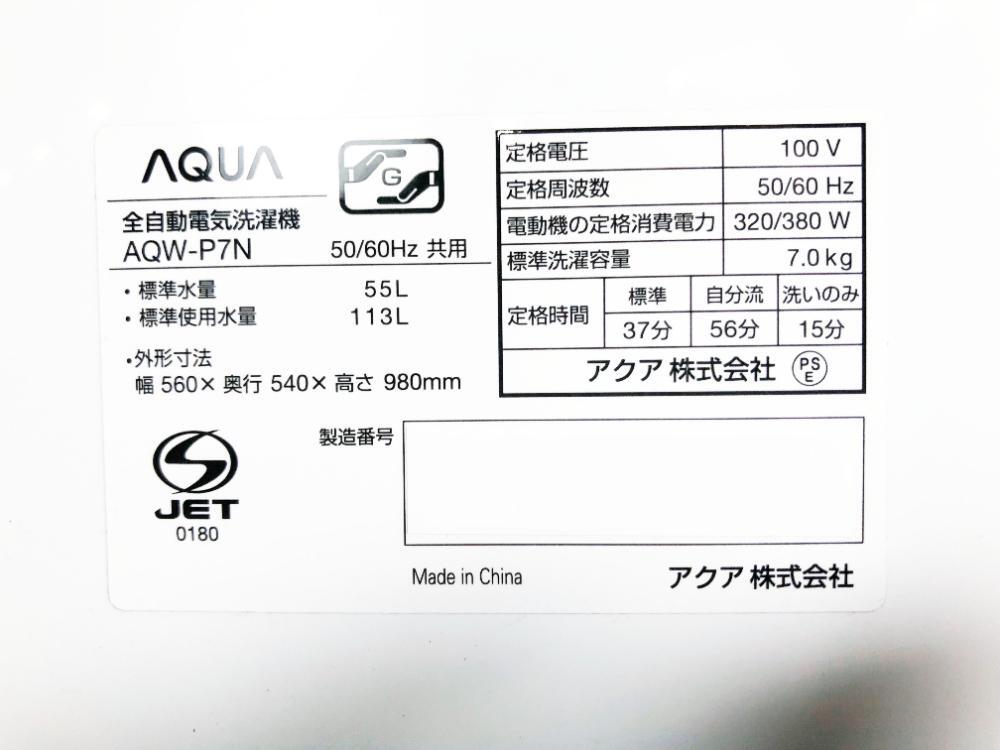 AQUA
G
全自動電気洗濯機
AQW-P7N 50/60Hz 共用
・標準水量 55L
・標準使用水量 113L
・外形寸法
幅 560× 奥行 540× 高さ 980mm
定格電圧 100 V
定格周波数 50/60 Hz
電動機の定格消費電力 320/380 W
標準洗濯容量 7.0kg
定格時間 標準 自分流 洗いのみ
37分 56分 15分
アクア 株式会社 PS E
S JET
0180
製造番号
Made in China アクア 株式会社